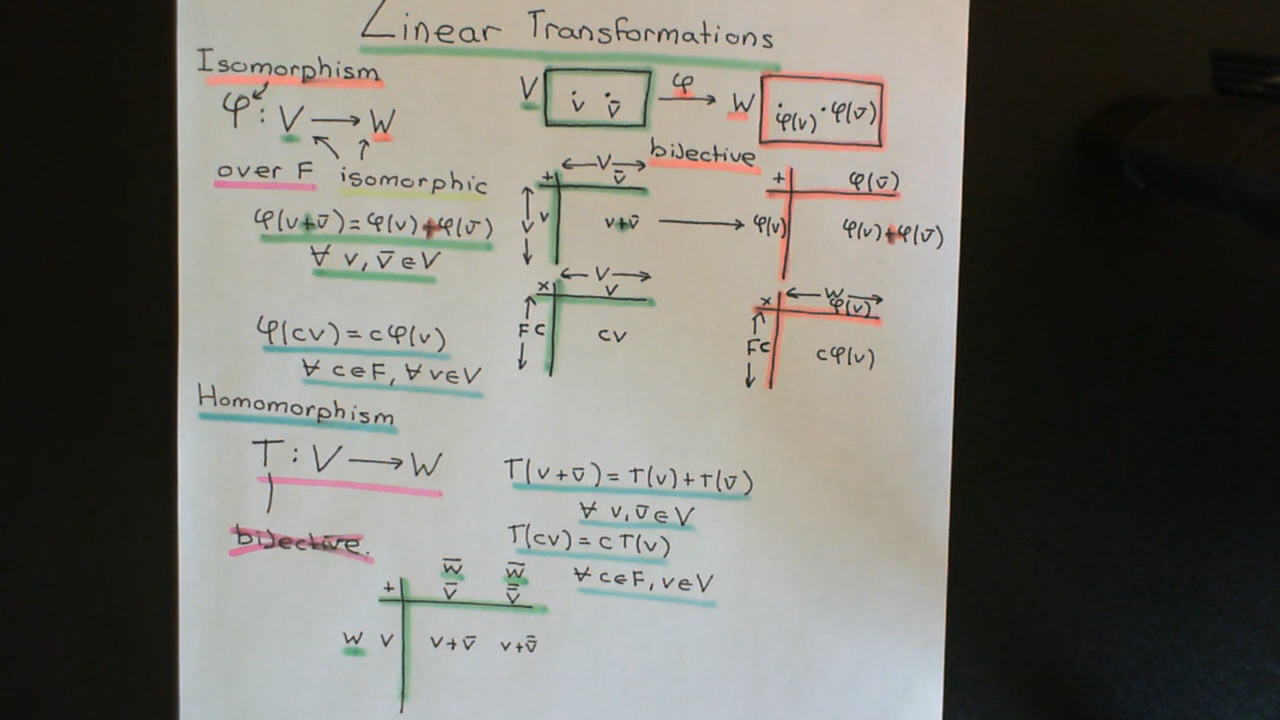 Linear Transformations
Isomorphism
φ: V → W
over F isomorphic
φ(v+v̄)=φ(v)+φ(v̄)
∀ v, v̄ ∈ V
φ(cv)=cφ(v)
∀ c∈F, ∀ v∈V
V v v̄ φ → W φ(v) φ(v̄)
bijective
← V →
+ v̄
↑ V ↓ v v+v̄ →
+ φ(v̄)
φ(v) φ(v)+φ(v̄)
← V →
x v
↑ F ↓ c cv
← W →
x φ(v)
↑ F ↓ c cφ(v)
Homomorphism
T: V → W
bijective.
T(v+v̄)=T(v)+T(v̄)
∀ v, v̄ ∈ V
T(cv)=cT(v)
∀ c∈F, v∈V
w̄ w̿
+ v̄ v̿
w v v+v̄ v+v̿